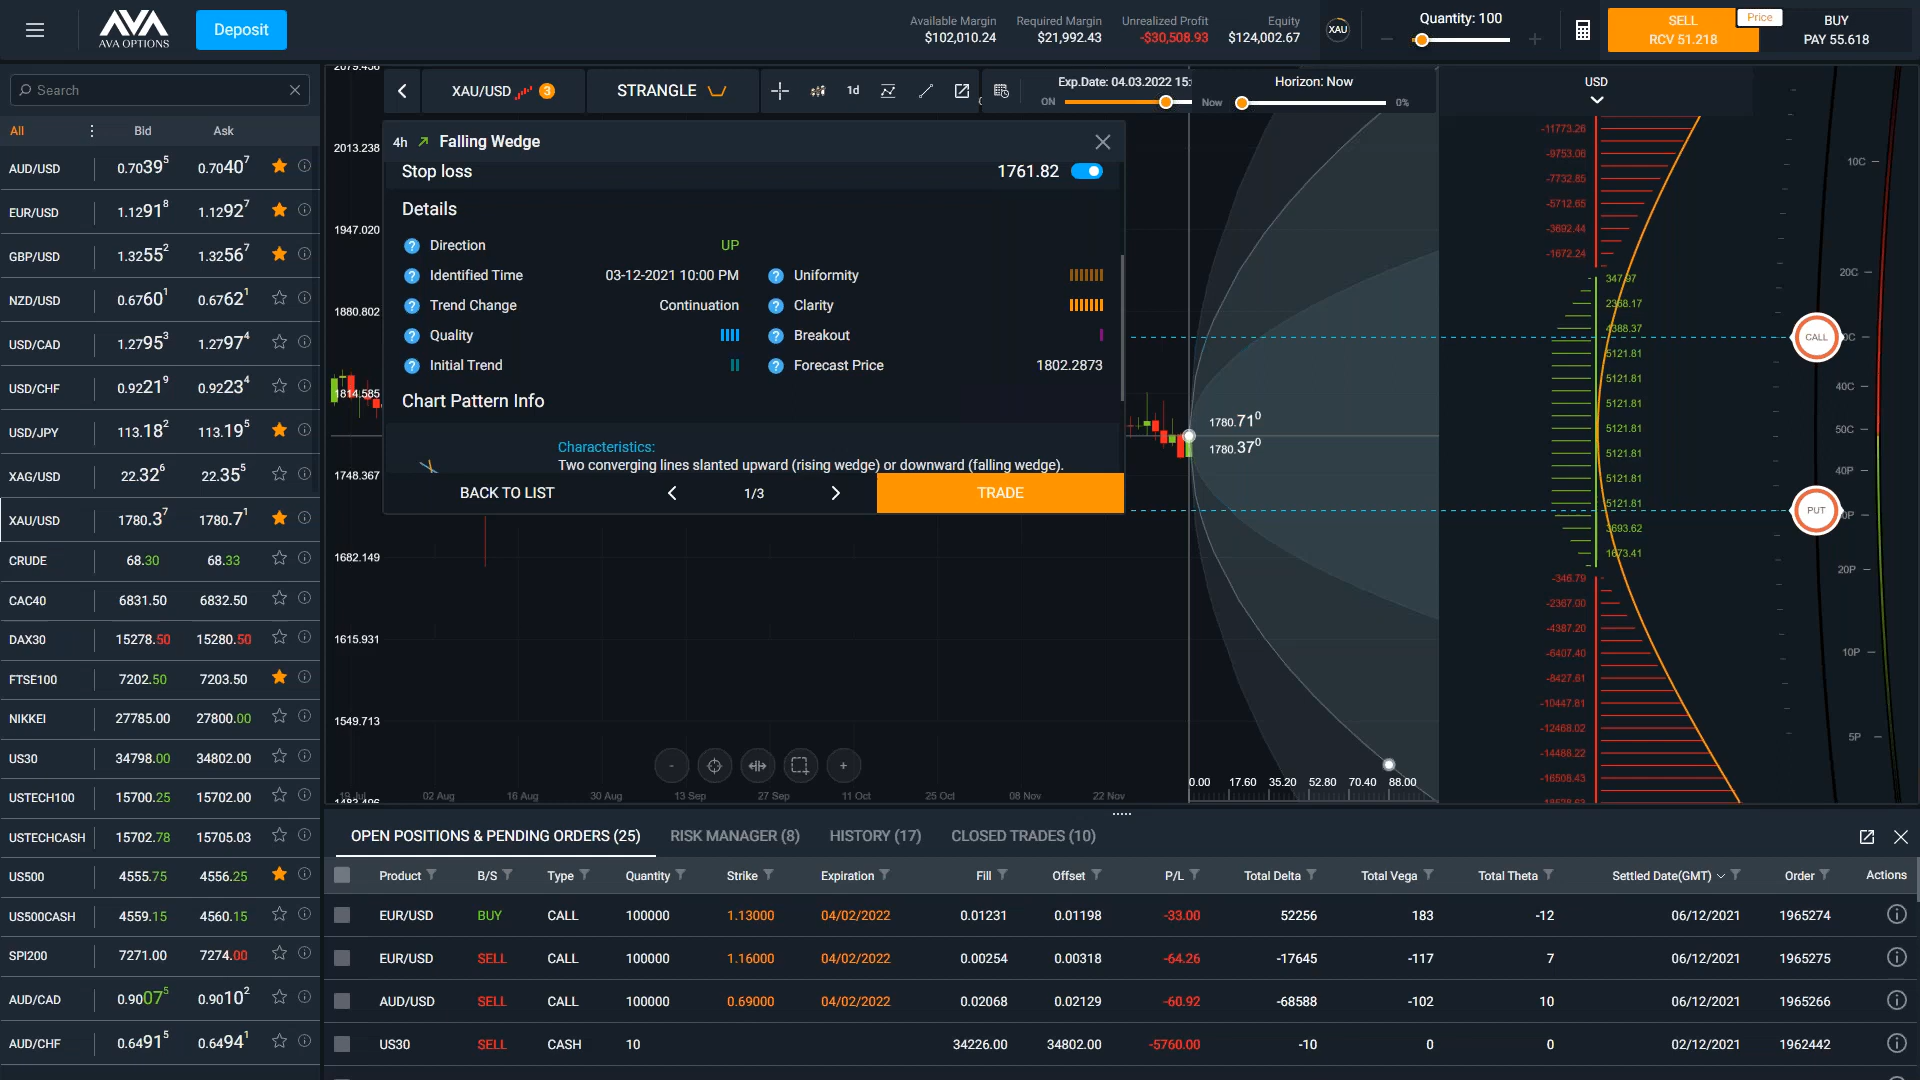 AVA OPTIONS
Deposit
Available Margin
$102,010.24
Required Margin
$21,992.43
Unrealized Profit
-$30,508.93
Equity
$124,002.67
XAU
Quantity: 100
SELL
RCV 51.218
Price
BUY
PAY 55.618
Search
All Bid Ask
AUD/USD 0.70395 0.70407
EUR/USD 1.12918 1.12927
GBP/USD 1.32552 1.32567
NZD/USD 0.67601 0.67621
USD/CAD 1.27953 1.27974
USD/CHF 0.92219 0.92234
USD/JPY 113.182 113.195
XAG/USD 22.326 22.355
XAU/USD 1780.37 1780.71
CRUDE 68.30 68.33
CAC40 6831.50 6832.50
DAX30 15278.50 15280.50
FTSE100 7202.50 7203.50
NIKKEI 27785.00 27800.00
US30 34798.00 34802.00
USTECH100 15700.25 15702.00
USTECHCASH 15702.78 15705.03
US500 4555.75 4556.25
US500CASH 4559.15 4560.15
SPI200 7271.00 7274.00
AUD/CAD 0.90075 0.90102
AUD/CHF 0.64915 0.64941
XAU/USD 3
STRANGLE
1d
Exp.Date: 04.03.2022 15:
ON
Horizon: Now
Now 0%
USD
2079.456
2013.238
1947.020
1880.802
1814.585
1748.367
1682.149
1615.931
1549.713
1483.496
4h Falling Wedge
Stop loss 1761.82
Details
Direction UP
Identified Time 03-12-2021 10:00 PM Uniformity
Trend Change Continuation Clarity
Quality Breakout
Initial Trend Forecast Price 1802.2873
Chart Pattern Info
Characteristics:
Two converging lines slanted upward (rising wedge) or downward (falling wedge).
BACK TO LIST 1/3 TRADE
1780.710
1780.370
- +
0.00 17.60 35.20 52.80 70.40 88.00
19 Jul 02 Aug 16 Aug 30 Aug 13 Sep 27 Sep 11 Oct 25 Oct 08 Nov 22 Nov
-11773.26
-9753.06
-7732.85
-5712.65
-3692.44
-1672.24
347.97
2368.17
4388.37
5121.81
5121.81
5121.81
5121.81
5121.81
5121.81
5121.81
3693.62
1673.41
-346.79
-2367.00
-4387.20
-6407.40
-8427.61
-10447.81
-12468.02
-14488.22
-16508.43
-18528.63
10C
20C
CALL
40C
50C
40P
PUT
20P
10P
5P
OPEN POSITIONS & PENDING ORDERS (25) RISK MANAGER (8) HISTORY (17) CLOSED TRADES (10)
Product B/S Type Quantity Strike Expiration Fill Offset P/L Total Delta Total Vega Total Theta Settled Date(GMT) Order Actions
EUR/USD BUY CALL 100000 1.13000 04/02/2022 0.01231 0.01198 -33.00 52256 183 -12 06/12/2021 1965274
EUR/USD SELL CALL 100000 1.16000 04/02/2022 0.00254 0.00318 -64.26 -17645 -117 7 06/12/2021 1965275
AUD/USD SELL CALL 100000 0.69000 04/02/2022 0.02068 0.02129 -60.92 -68588 -102 10 06/12/2021 1965266
US30 SELL CASH 10 34226.00 34802.00 -5760.00 -10 0 0 02/12/2021 1962442